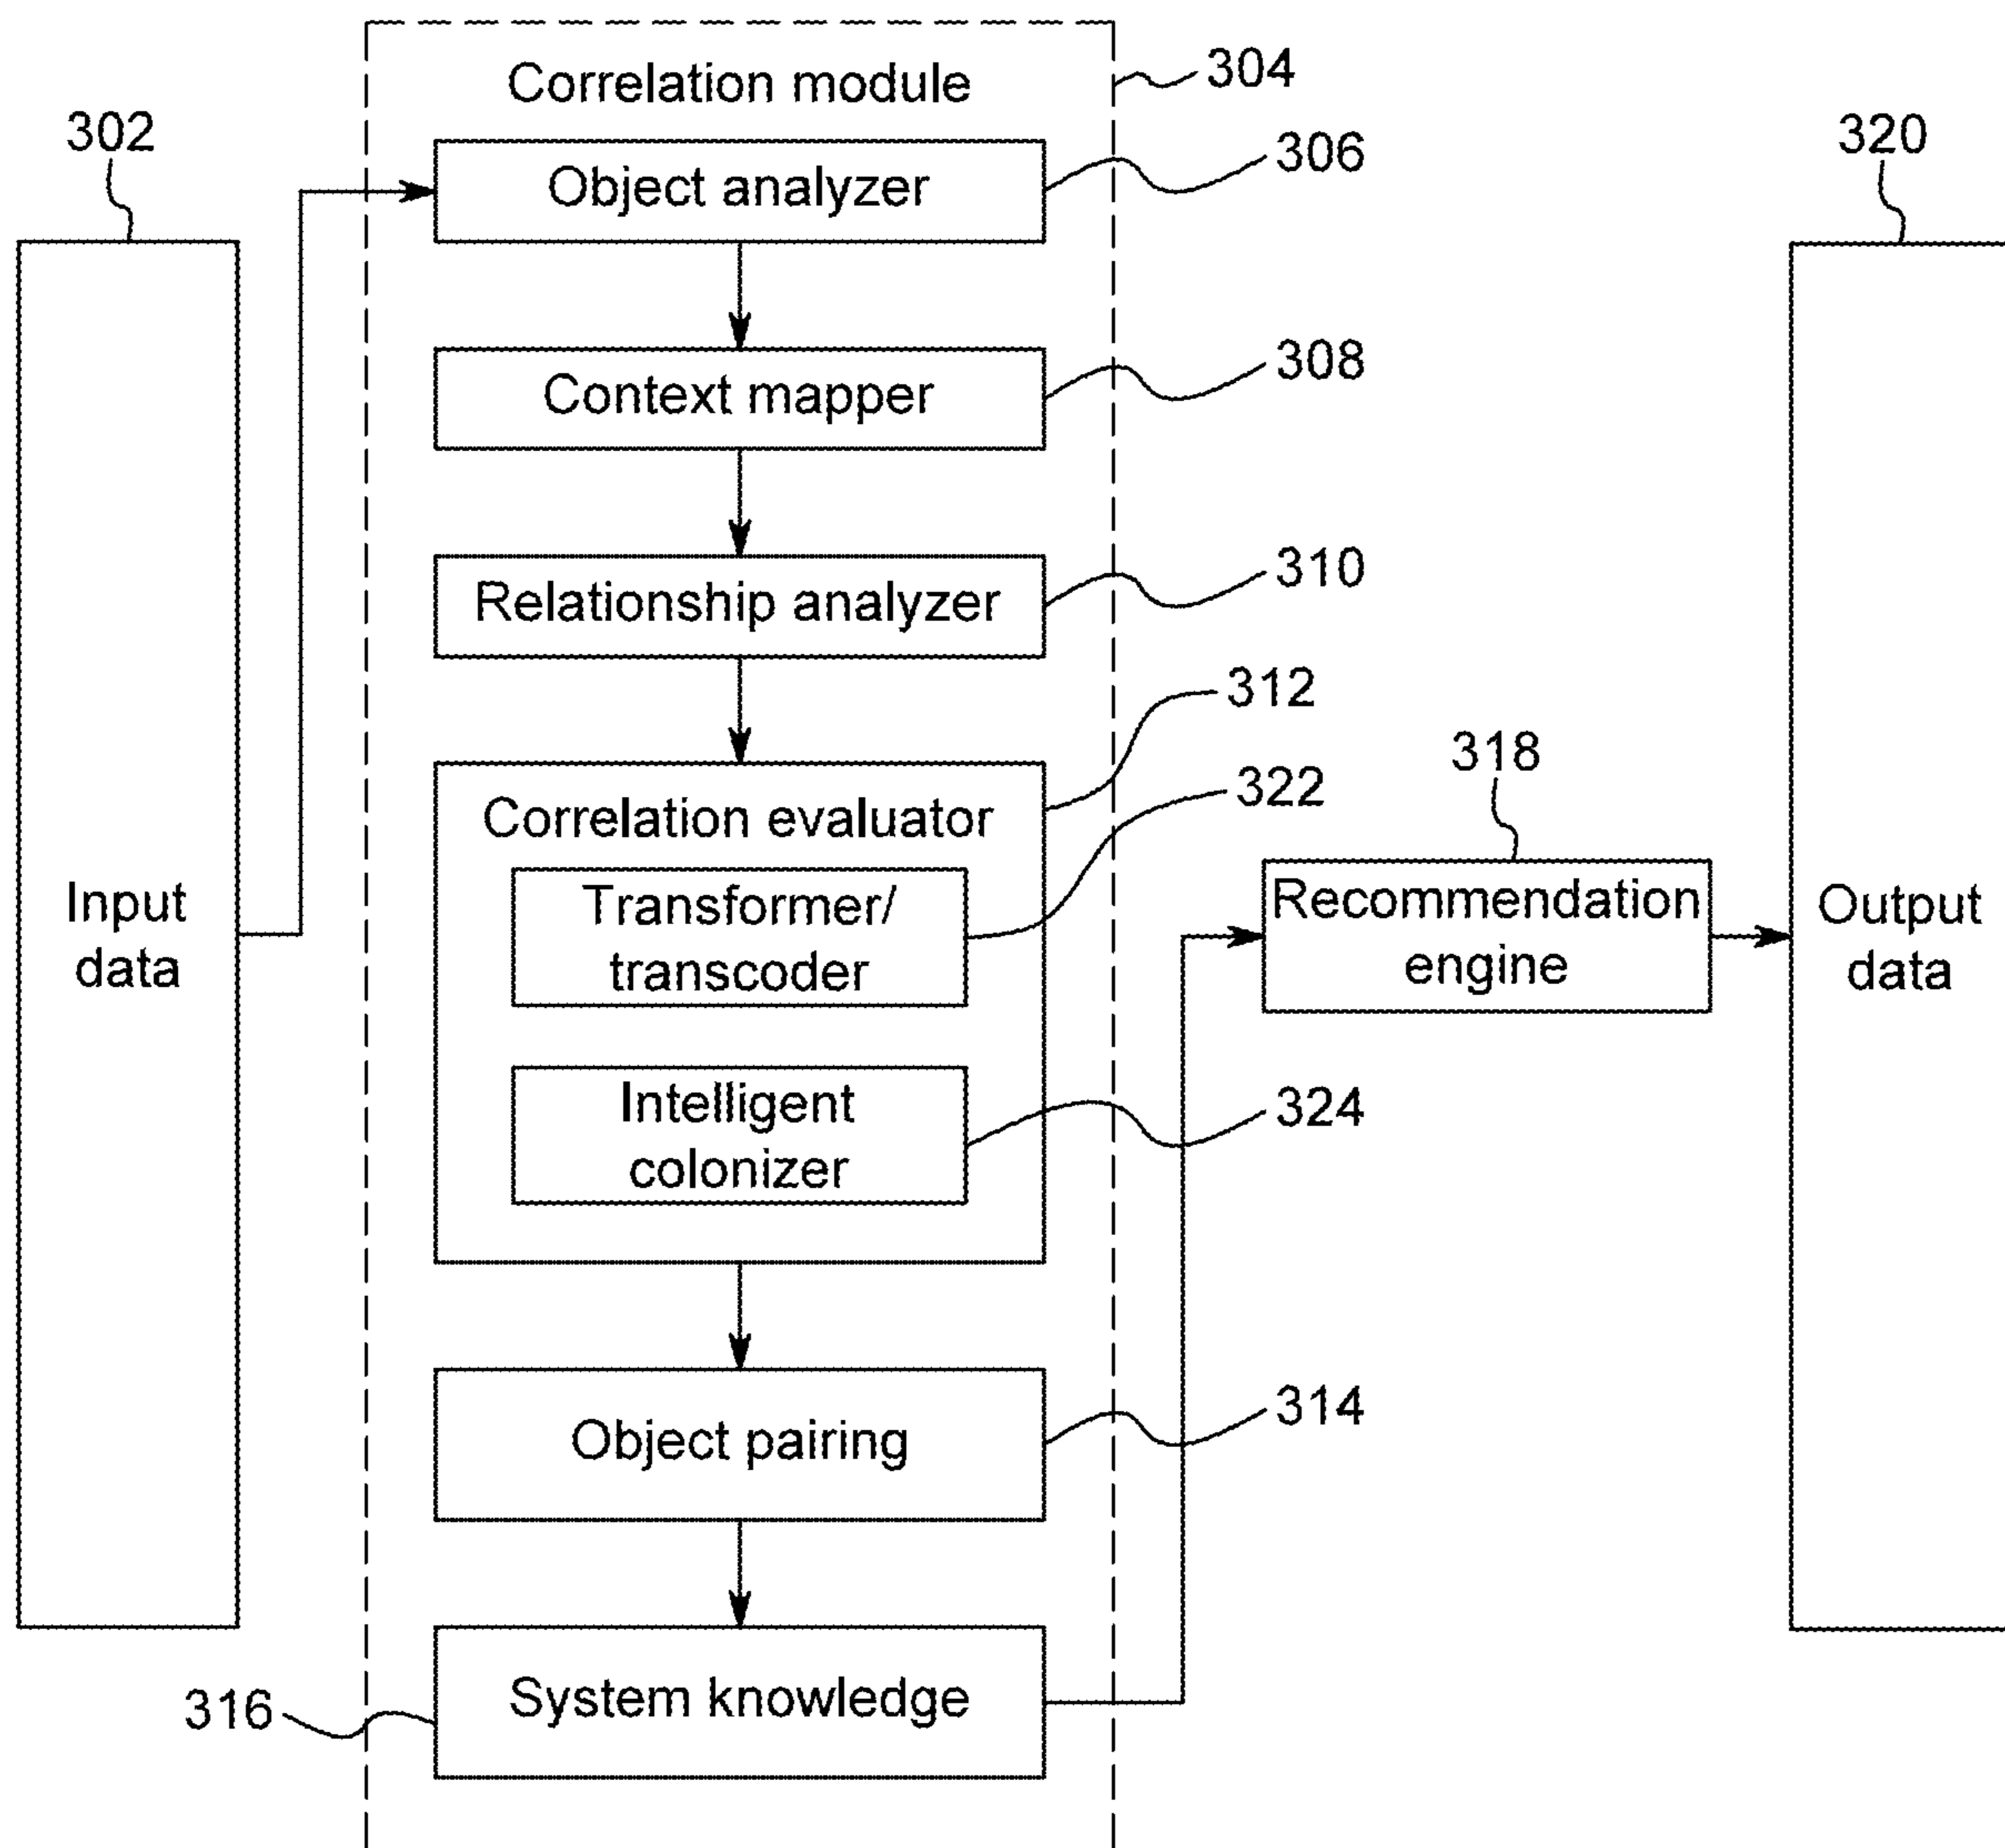 Correlation module
304
302
Object analyzer
306
320
Context mapper
308
Relationship analyzer
310
312
Correlation evaluator
322
318
Transformer/
transcoder
Input
data
Recommendation
engine
Output
data
Intelligent
colonizer
324
Object pairing
314
System knowledge
316